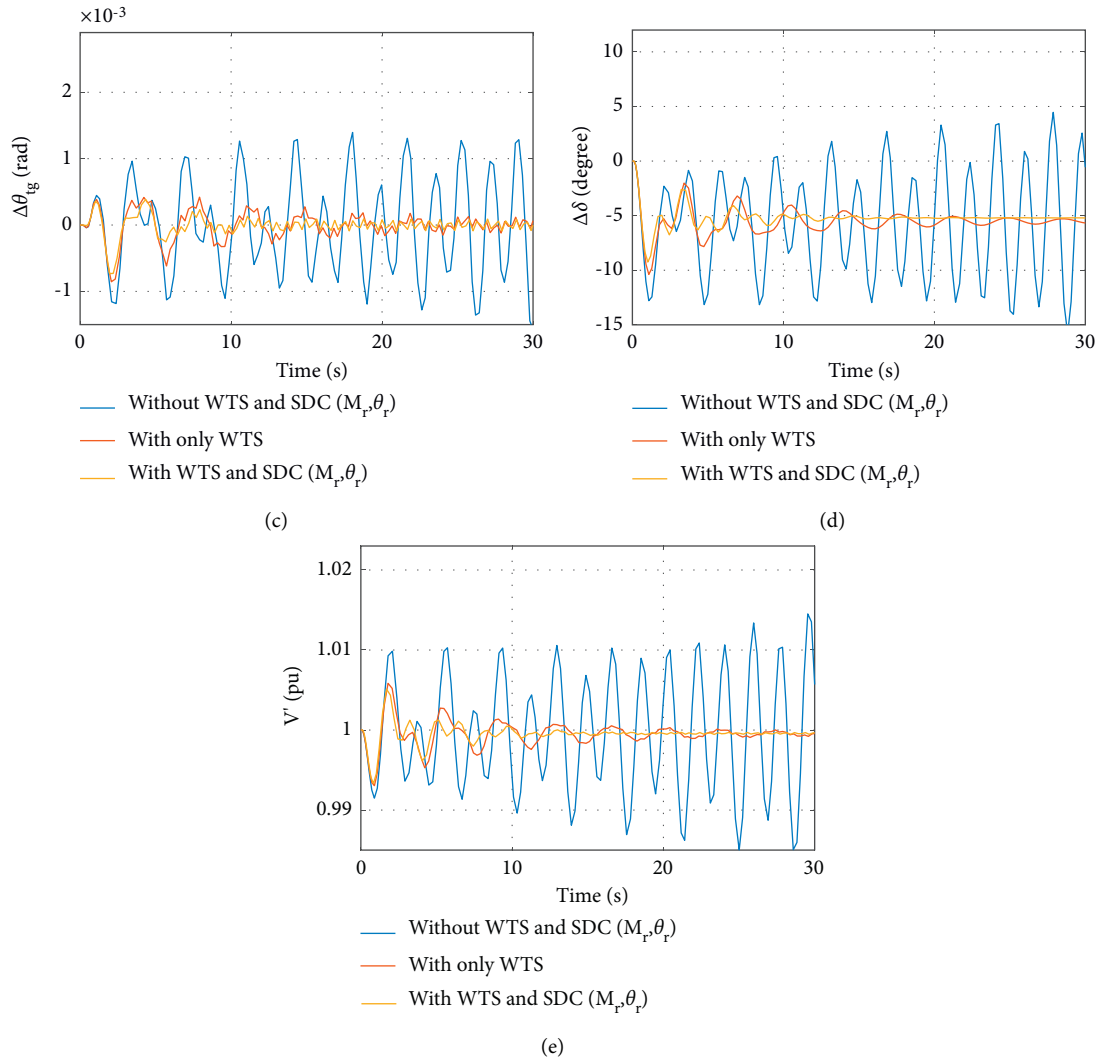 ×10-3
2
1
0
-1
Δθtg (rad)
0
10
20
30
Time (s)
Without WTS and SDC (Mr,θr)
With only WTS
With WTS and SDC (Mr,θr)
(c)
10
5
0
-5
-10
-15
Δδ (degree)
0
10
20
30
Time (s)
Without WTS and SDC (Mr,θr)
With only WTS
With WTS and SDC (Mr,θr)
(d)
1.02
1.01
1
0.99
V' (pu)
0
10
20
30
Time (s)
Without WTS and SDC (Mr,θr)
With only WTS
With WTS and SDC (Mr,θr)
(e)